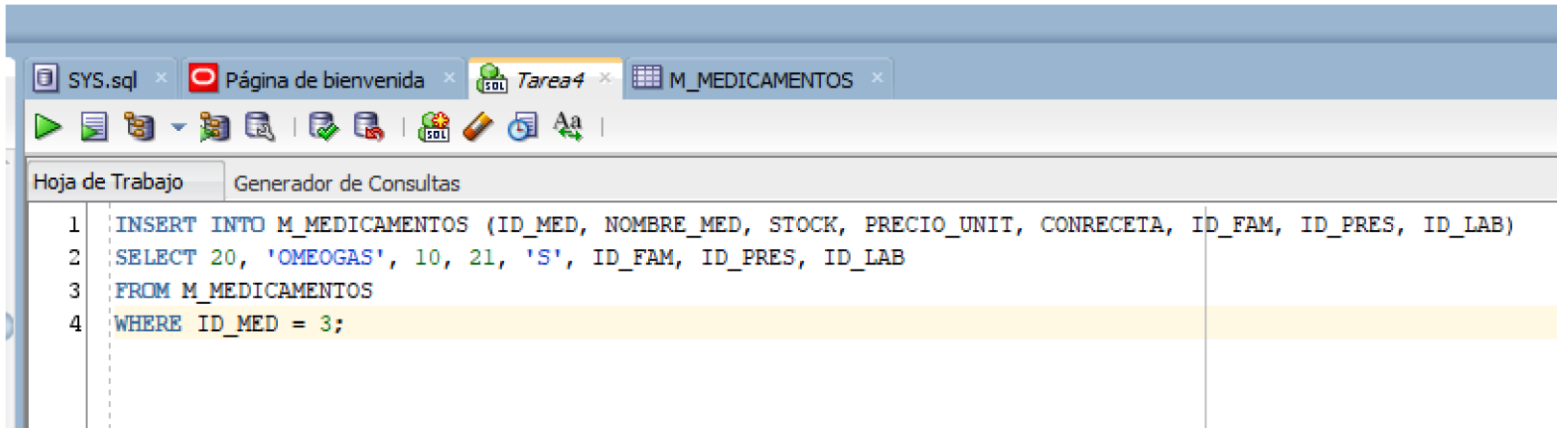 SYS.sql Página de bienvenida Tarea4 M_MEDICAMENTOS
Hoja de Trabajo Generador de Consultas
1 INSERT INTO M_MEDICAMENTOS (ID_MED, NOMBRE_MED, STOCK, PRECIO_UNIT, CONRECETA, ID_FAM, ID_PRES, ID_LAB)
2 SELECT 20, 'OMEOGAS', 10, 21, 'S', ID_FAM, ID_PRES, ID_LAB
3 FROM M_MEDICAMENTOS
4 WHERE ID_MED = 3;